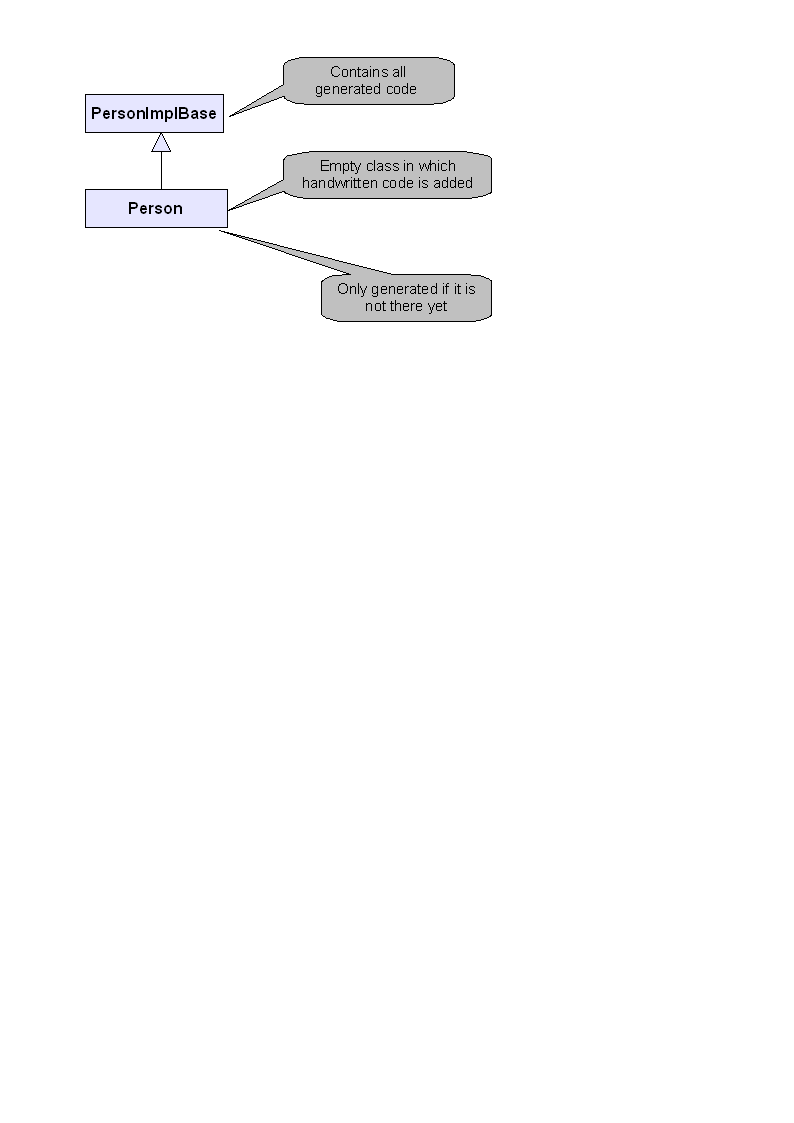 Contains all
generated code
PersonImplBase
Empty class in which
handwritten code is added
Person
Only generated if it is
not there yet